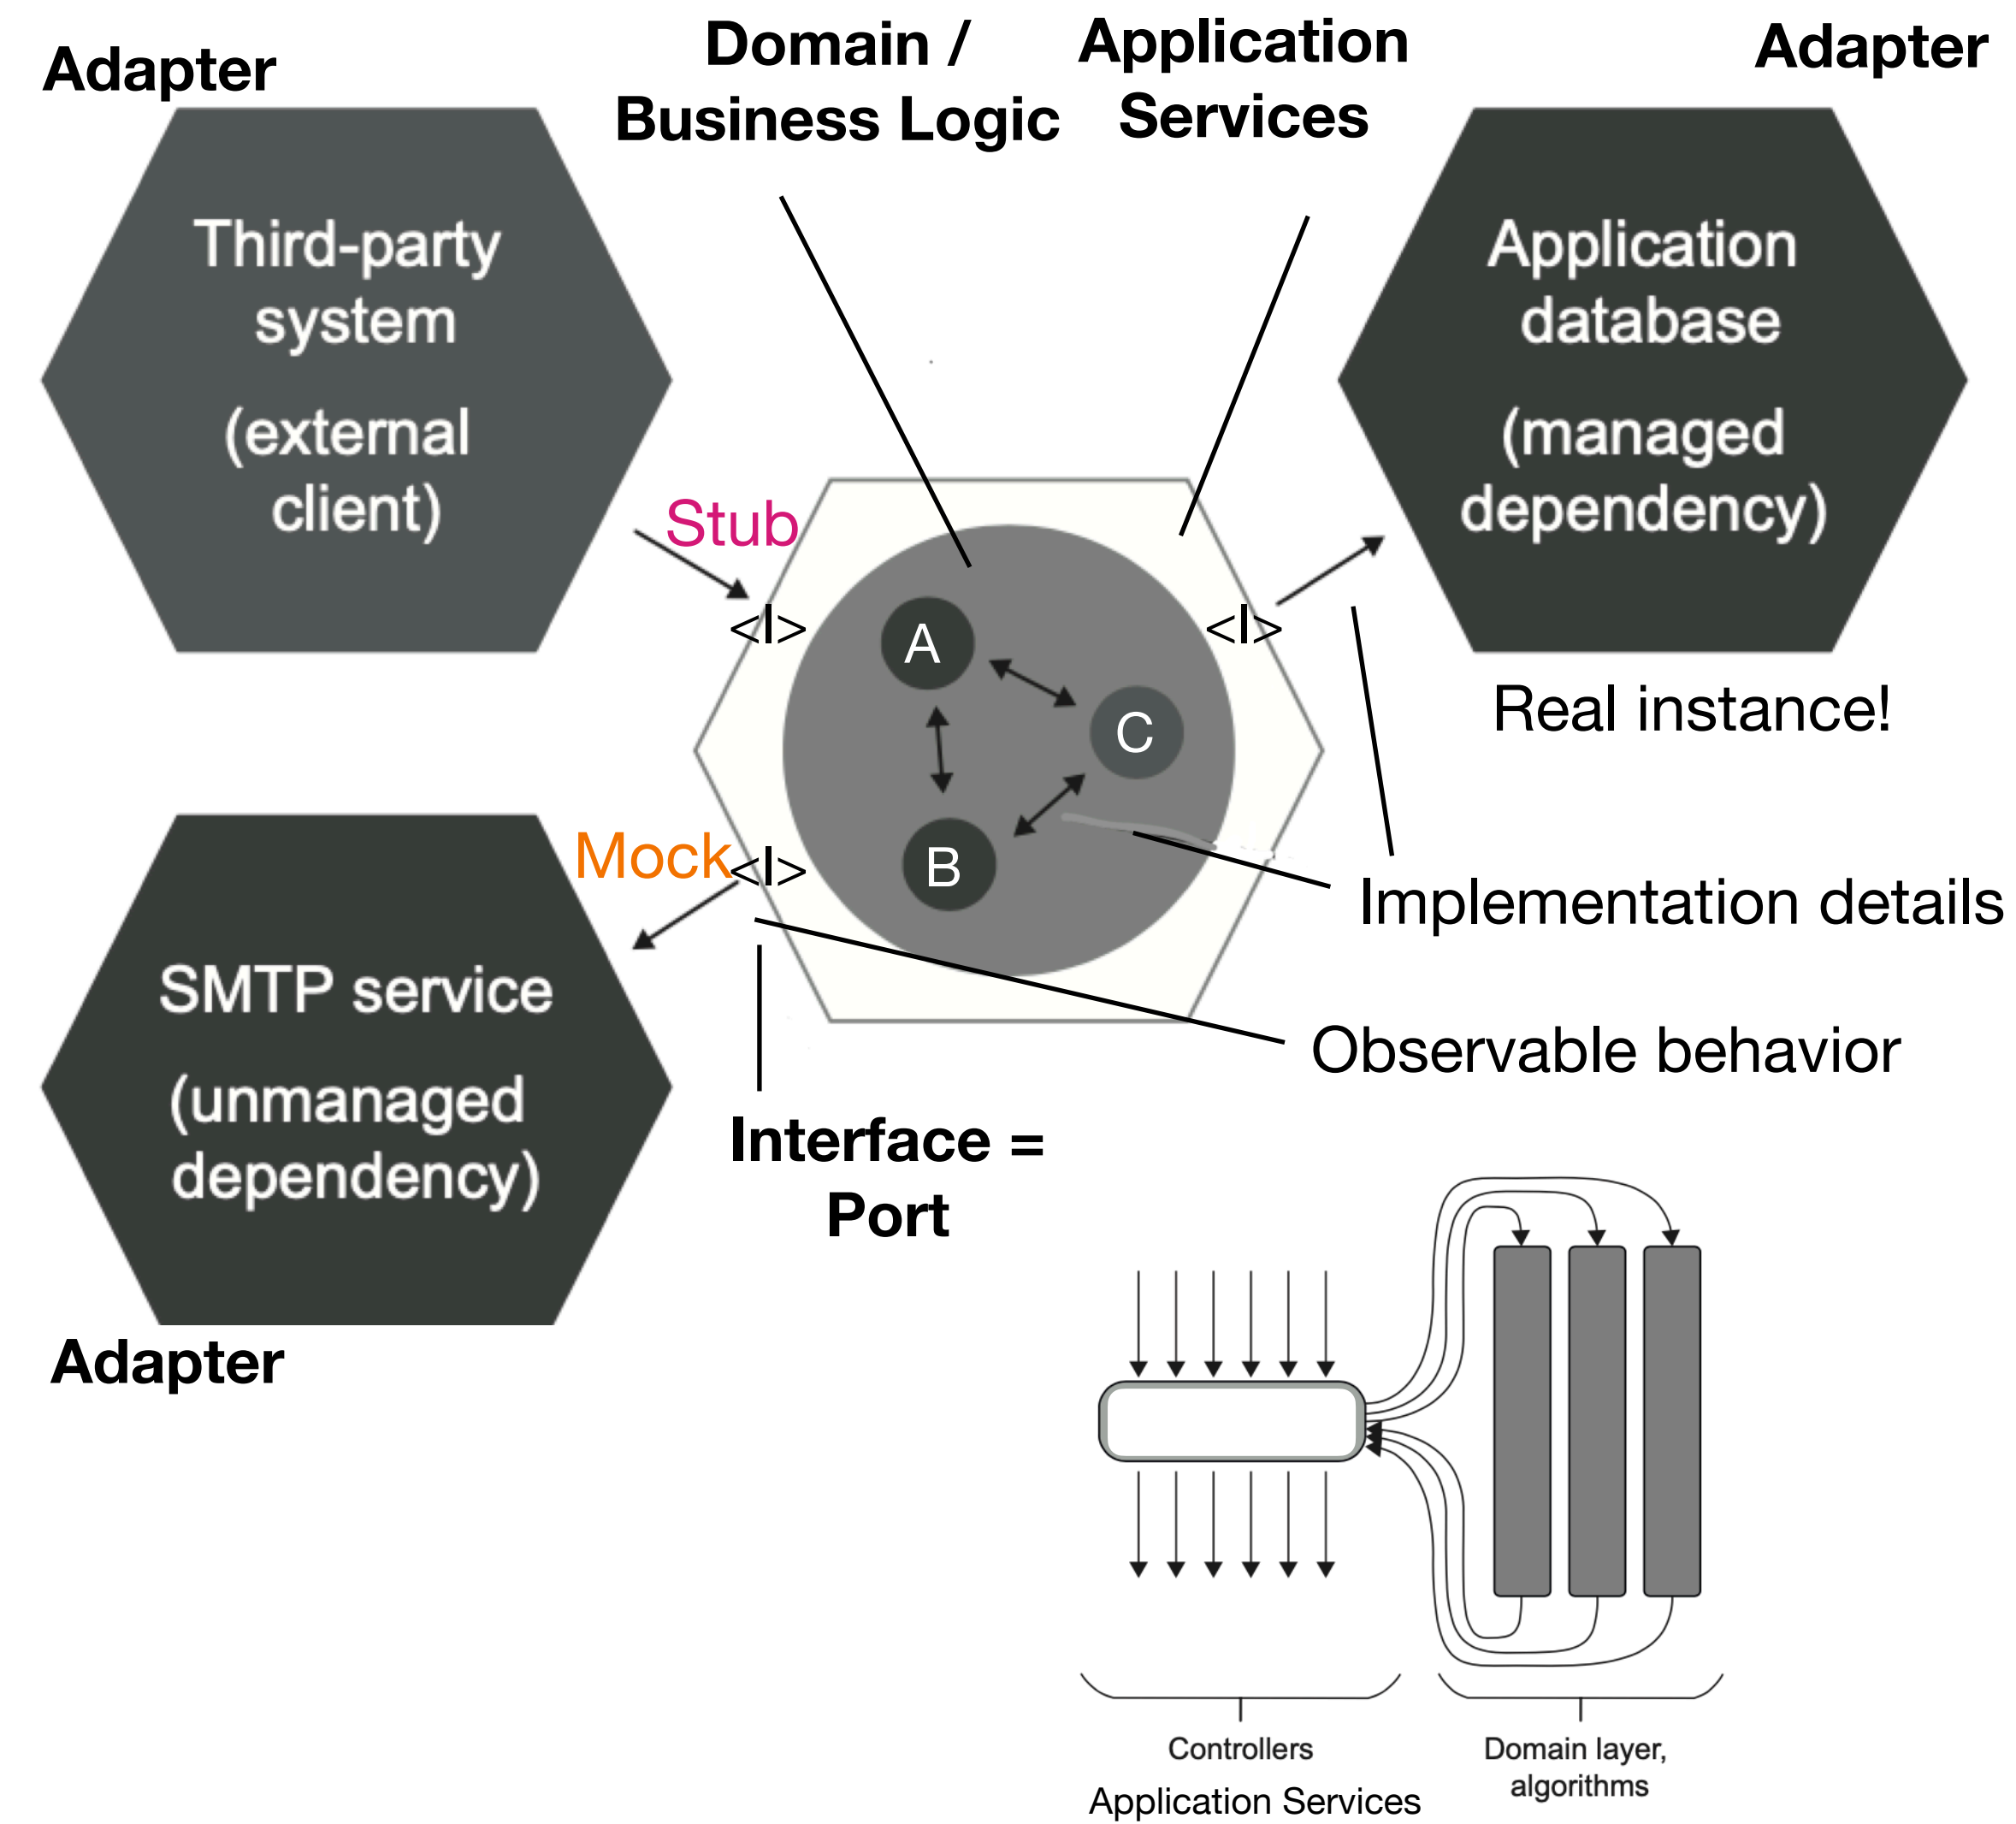 Adapter
Domain /
Business Logic
Application
Services
Adapter
Third-party
system
(external
client)
Application
database
(managed
dependency)
Stub
<I>
<I>
A
C
B
Real instance!
Mock
<I>
Implementation details
SMTP service
(unmanaged
dependency)
Observable behavior
Interface =
Port
Adapter
Controllers
Application Services
Domain layer,
algorithms